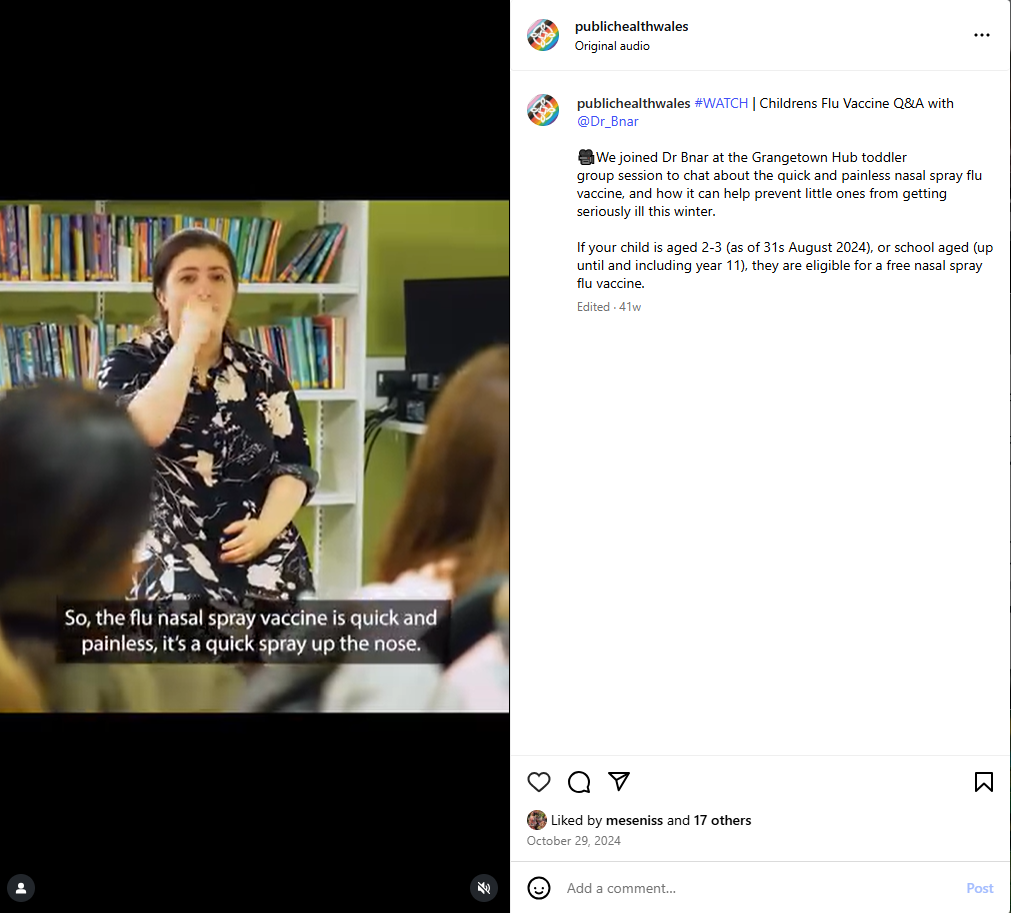 publichealthwales
Original audio
publichealthwales #WATCH | Childrens Flu Vaccine Q&A with
@Dr_Bnar
🎥We joined Dr Bnar at the Grangetown Hub toddler
group session to chat about the quick and painless nasal spray flu
vaccine, and how it can help prevent little ones from getting
seriously ill this winter.
If your child is aged 2-3 (as of 31s August 2024), or school aged (up
until and including year 11), they are eligible for a free nasal spray
flu vaccine.
Edited · 41w
So, the flu nasal spray vaccine is quick and
painless, it's a quick spray up the nose.
Liked by meseniss and 17 others
October 29, 2024
Add a comment...
Post